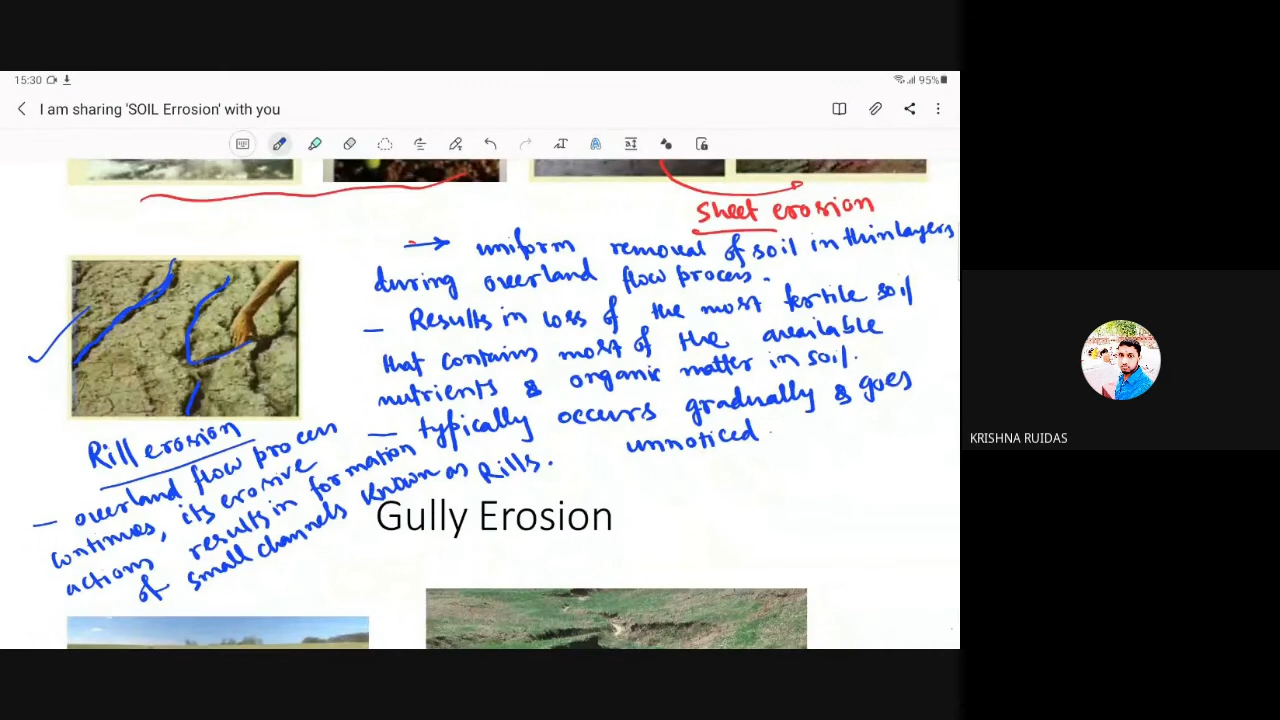 15:30
95%
I am sharing 'SOIL Errosion' with you
Sheet erosion
→ uniform removal of soil in thin layers
during overland flow process.
- Results in loss of the most fertile soil
that contains most of the available
nutrients & organic matter in soil.
- typically occurs gradually & goes
unnoticed.
Rill erosion
- overland flow process
continues, its erosive
actions results in formation
of small channels known as Rills.
Gully Erosion
KRISHNA RUIDAS